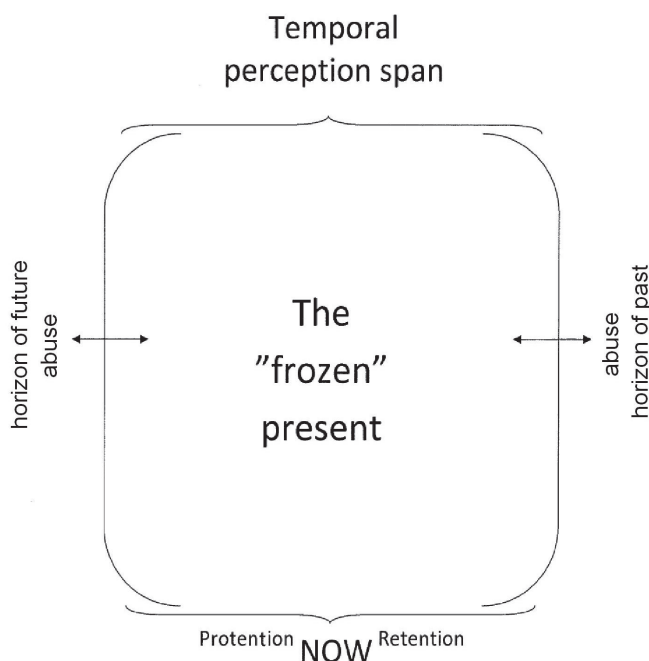 Temporal
perception span
horizon of future
abuse
The
”frozen”
present
abuse
horizon of past
Protention NOW Retention